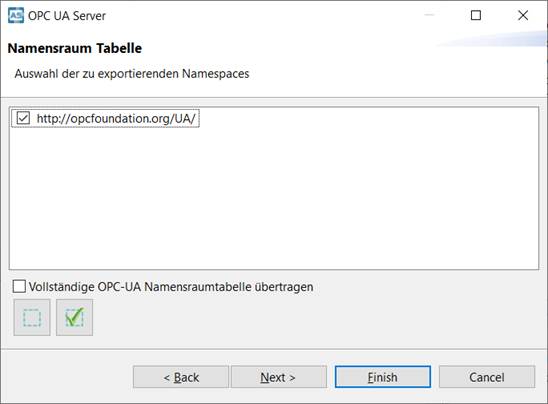 OPC UA Server
Namensraum Tabelle
Auswahl der zu exportierenden Namespaces
http://opcfoundation.org/UA/
Vollständige OPC-UA Namensraumtabelle übertragen
< Back
Next >
Finish
Cancel